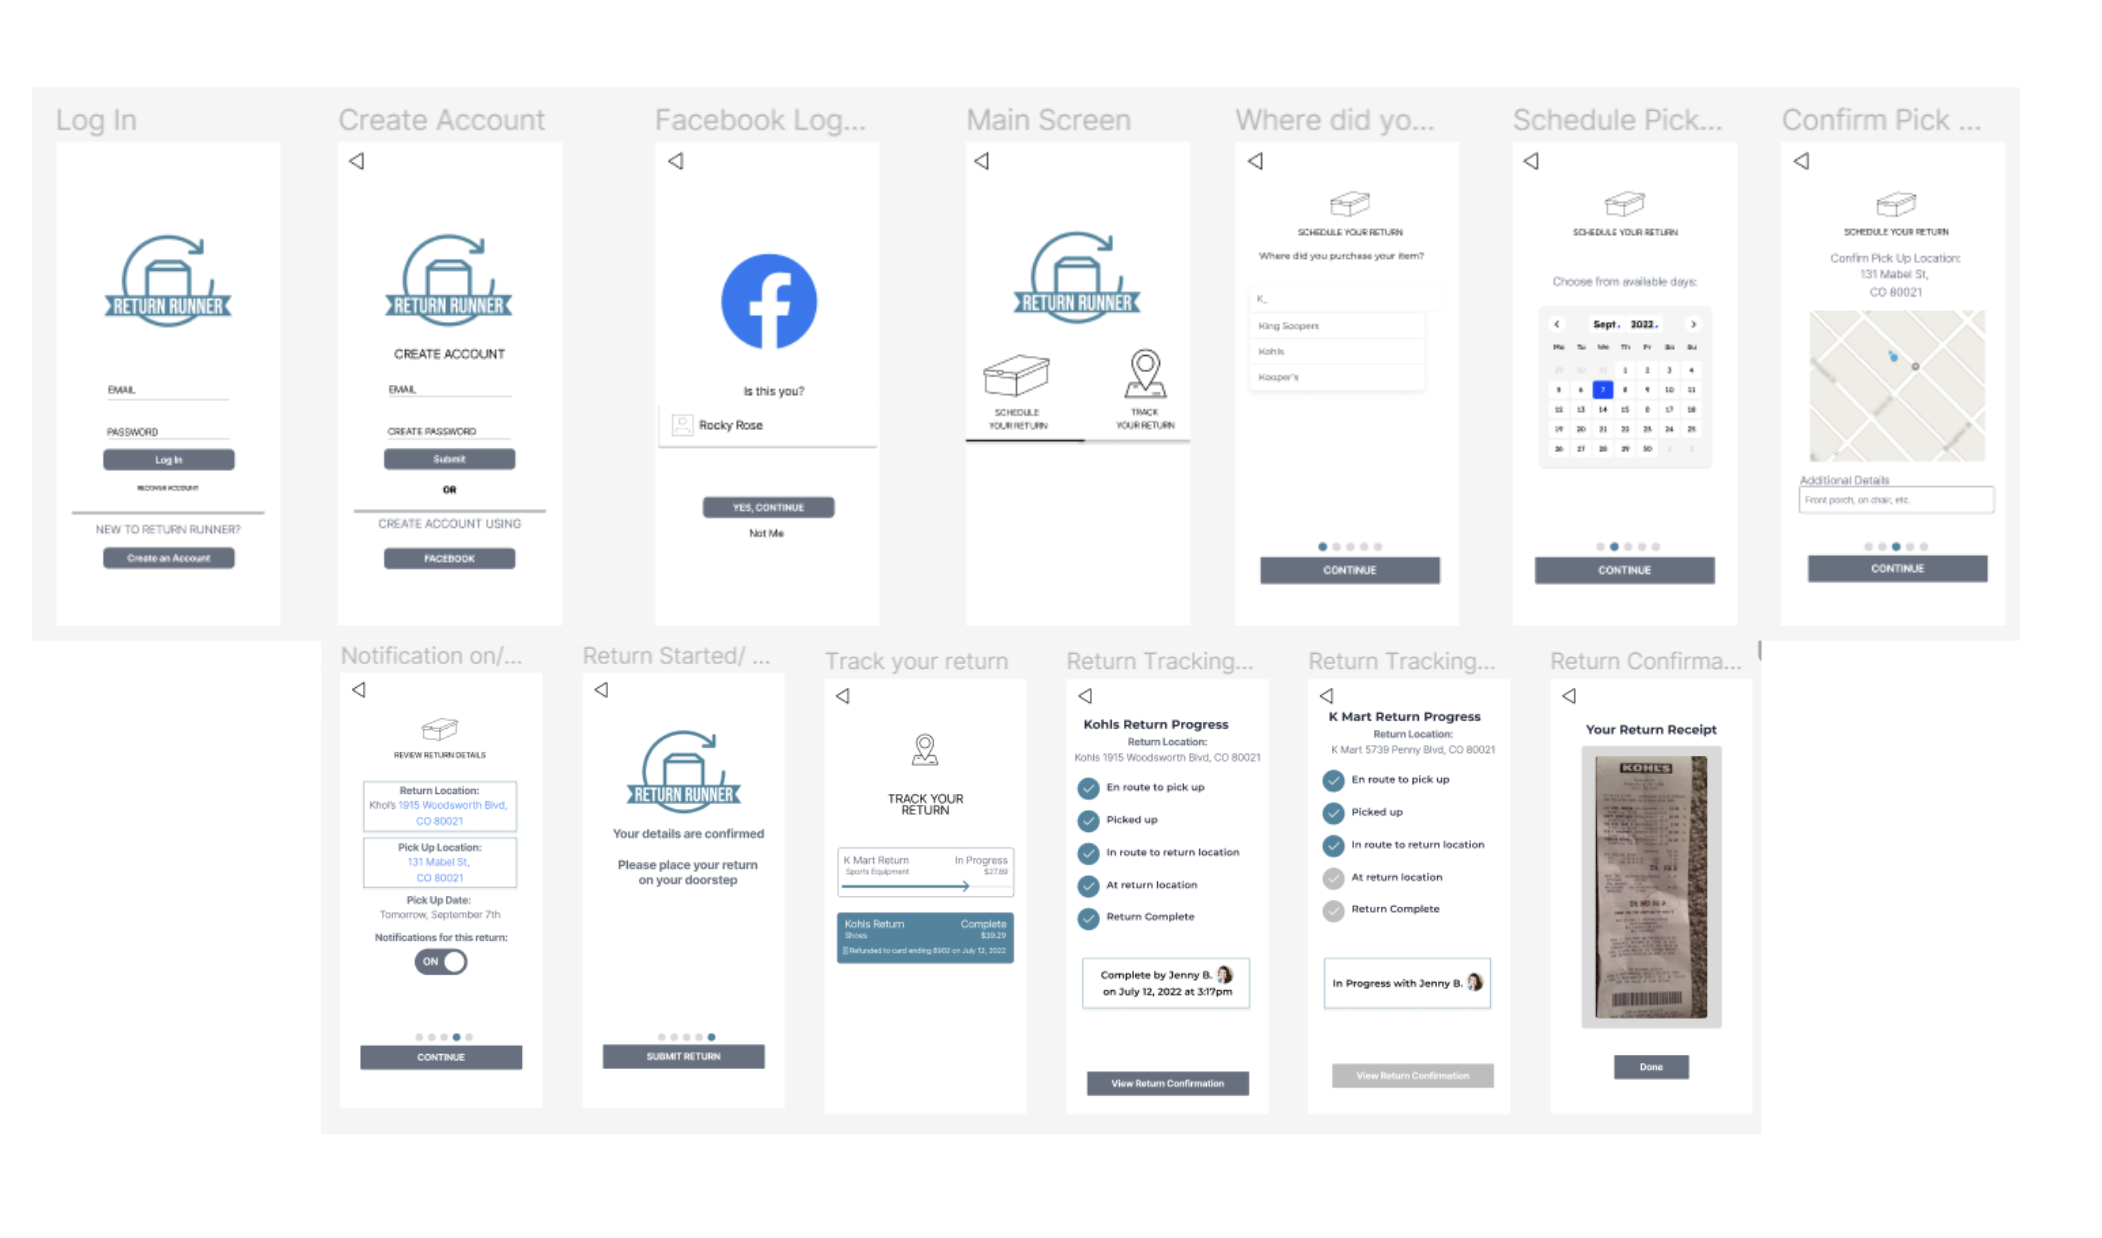 Log In
RETURN RUNNER
EMAIL
PASSWORD
Log In
RECOVER ACCOUNT
NEW TO RETURN RUNNER?
Create an Account
Create Account
RETURN RUNNER
CREATE ACCOUNT
EMAIL
CREATE PASSWORD
Submit
OR
CREATE ACCOUNT USING
FACEBOOK
Facebook Log...
Is this you?
Rocky Rose
YES, CONTINUE
Not Me
Main Screen
RETURN RUNNER
SCHEDULE
YOUR RETURN
TRACK
YOUR RETURN
Where did yo...
SCHEDULE YOUR RETURN
Where did you purchase your item?
K_
King Soopers
Kohls
Kooper's
CONTINUE
Schedule Pick...
SCHEDULE YOUR RETURN
Choose from available days:
Sept. 2022.
Mo Tu We Th Fr Sa Su
29 30 31 1 2 3 4
5 6 7 8 9 10 11
12 13 14 15 17 18
19 20 21 22 23 24 25
26 27 28 29 30 1 2
CONTINUE
Confirm Pick ...
SCHEDULE YOUR RETURN
Confirm Pick Up Location:
131 Mabel St,
CO 80021
Additional Details
Front porch, on chair, etc.
CONTINUE
Notification on/...
REVIEW RETURN DETAILS
Return Location:
Khol's 1915 Woodsworth Blvd,
CO 80021
Pick Up Location:
131 Mabel St,
CO 80021
Pick Up Date:
Tomorrow, September 7th
Notifications for this return:
ON
CONTINUE
Return Started/ ...
RETURN RUNNER
Your details are confirmed
Please place your return
on your doorstep
SUBMIT RETURN
Track your return
TRACK YOUR
RETURN
K Mart Return In Progress
Sports Equipment $27.89
Kohls Return Complete
Shoes $39.29
Refunded to card ending 8902 on July 12, 2022
Return Tracking...
Kohls Return Progress
Return Location:
Kohls 1915 Woodsworth Blvd, CO 80021
En route to pick up
Picked up
In route to return location
At return location
Return Complete
Complete by Jenny B.
on July 12, 2022 at 3:17pm
View Return Confirmation
Return Tracking...
K Mart Return Progress
Return Location:
K Mart 5739 Penny Blvd, CO 80021
En route to pick up
Picked up
In route to return location
At return location
Return Complete
In Progress with Jenny B.
View Return Confirmation
Return Confirma...
Your Return Receipt
KOHL'S
Done